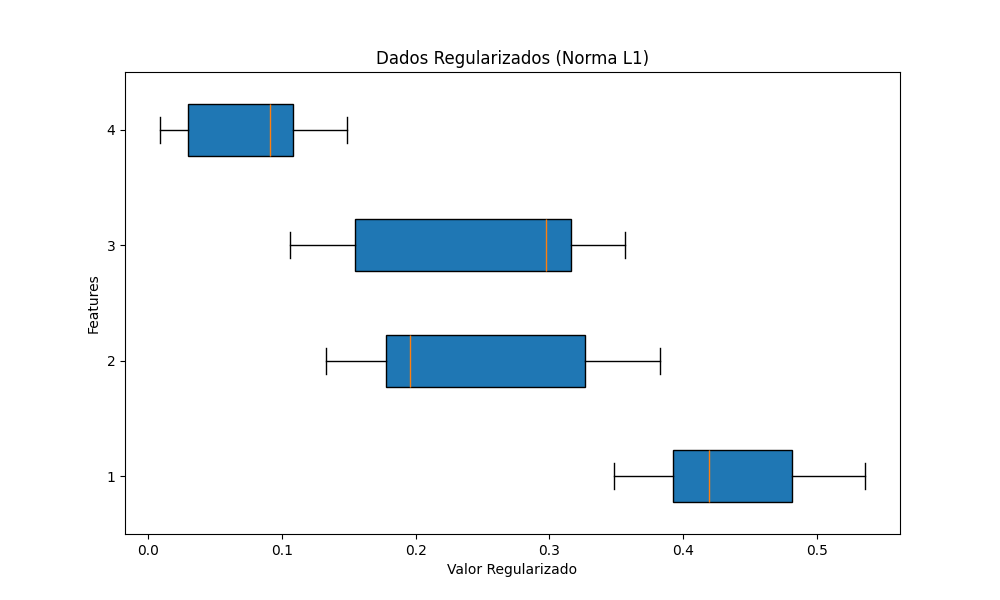 Dados Regularizados (Norma L1)
Features
4
3
2
1
0.0 0.1 0.2 0.3 0.4 0.5
Valor Regularizado